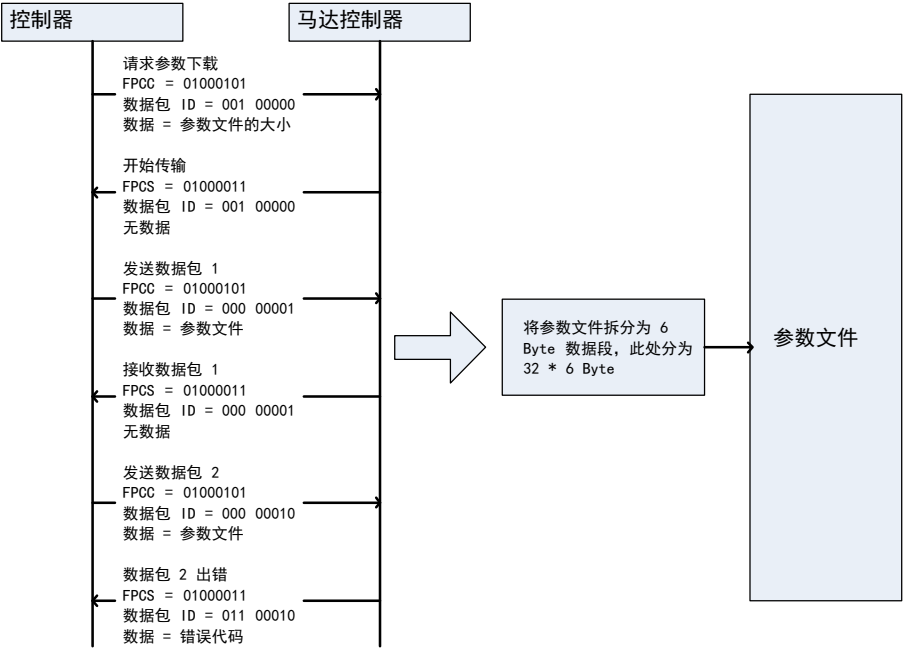 控制器
马达控制器
请求参数下载
FPCC = 01000101
数据包 ID = 001 00000
数据 = 参数文件的大小
开始传输
FPCS = 01000011
数据包 ID = 001 00000
无数据
发送数据包 1
FPCC = 01000101
数据包 ID = 000 00001
数据 = 参数文件
接收数据包 1
FPCS = 01000011
数据包 ID = 000 00001
无数据
发送数据包 2
FPCC = 01000101
数据包 ID = 000 00010
数据 = 参数文件
数据包 2 出错
FPCS = 01000011
数据包 ID = 011 00010
数据 = 错误代码
将参数文件拆分为 6
Byte 数据段，此处分为
32 * 6 Byte
参数文件